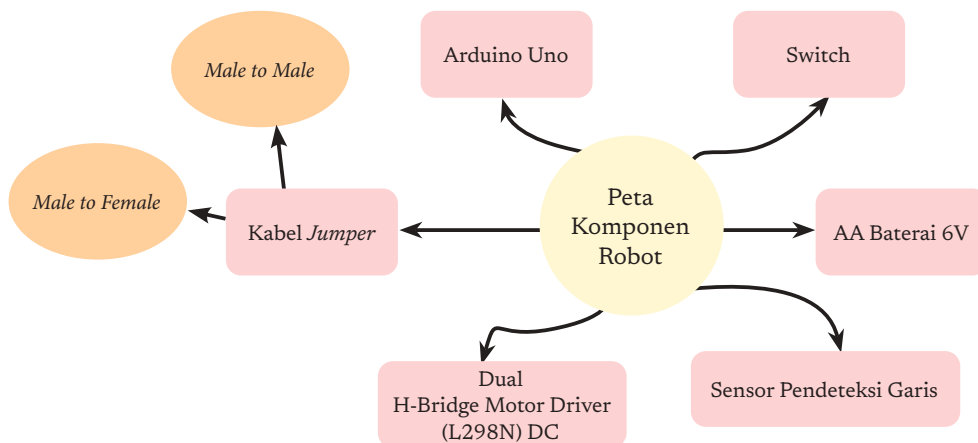 Male to Male
Arduino Uno
Switch
Male to Female
Kabel Jumper
Peta
Komponen
Robot
AA Baterai 6V
Dual
H-Bridge Motor Driver
(L298N) DC
Sensor Pendeteksi Garis